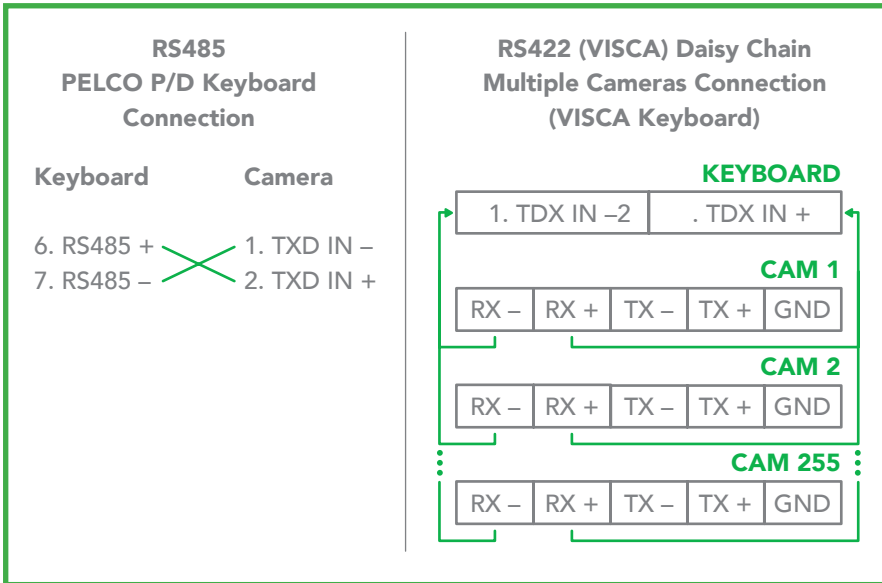 RS485
PELCO P/D Keyboard
Connection
Keyboard Camera
6. RS485 + 1. TXD IN –
7. RS485 – 2. TXD IN +
RS422 (VISCA) Daisy Chain
Multiple Cameras Connection
(VISCA Keyboard)
KEYBOARD
1. TDX IN –2 . TDX IN +
CAM 1
RX – RX + TX – TX + GND
CAM 2
RX – RX + TX – TX + GND
CAM 255
RX – RX + TX – TX + GND